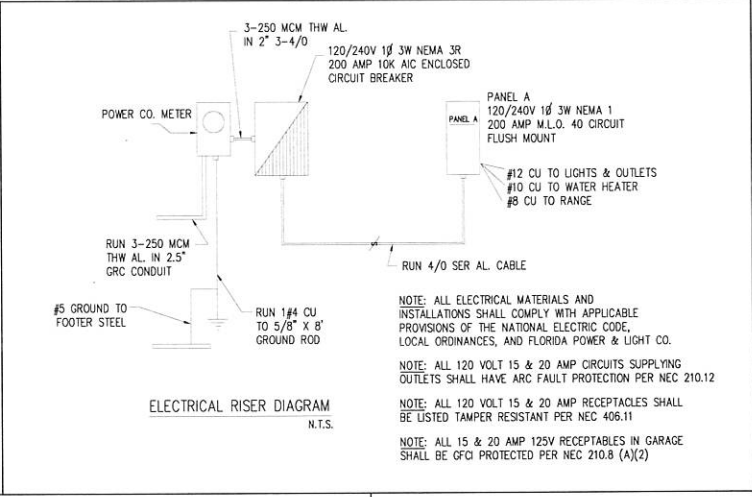 3-250 MCM THW AL.
IN 2" 3-4/0
120/240V 1Ø 3W NEMA 3R
200 AMP 10K AIC ENCLOSED
CIRCUIT BREAKER
POWER CO. METER
PANEL A
PANEL A
120/240V 1Ø 3W NEMA 1
200 AMP M.L.O. 40 CIRCUIT
FLUSH MOUNT
#12 CU TO LIGHTS & OUTLETS
#10 CU TO WATER HEATER
#8 CU TO RANGE
RUN 3-250 MCM
THW AL. IN 2.5"
GRC CONDUIT
RUN 4/0 SER AL. CABLE
#5 GROUND TO
FOOTER STEEL
RUN 1#4 CU
TO 5/8" X 8'
GROUND ROD
NOTE: ALL ELECTRICAL MATERIALS AND
INSTALLATIONS SHALL COMPLY WITH APPLICABLE
PROVISIONS OF THE NATIONAL ELECTRIC CODE,
LOCAL ORDINANCES, AND FLORIDA POWER & LIGHT CO.
NOTE: ALL 120 VOLT 15 & 20 AMP CIRCUITS SUPPLYING
OUTLETS SHALL HAVE ARC FAULT PROTECTION PER NEC 210.12
NOTE: ALL 120 VOLT 15 & 20 AMP RECEPTACLES SHALL
BE LISTED TAMPER RESISTANT PER NEC 406.11
NOTE: ALL 15 & 20 AMP 125V RECEPTABLES IN GARAGE
SHALL BE GFCI PROTECTED PER NEC 210.8 (A)(2)
ELECTRICAL RISER DIAGRAM
N.T.S.